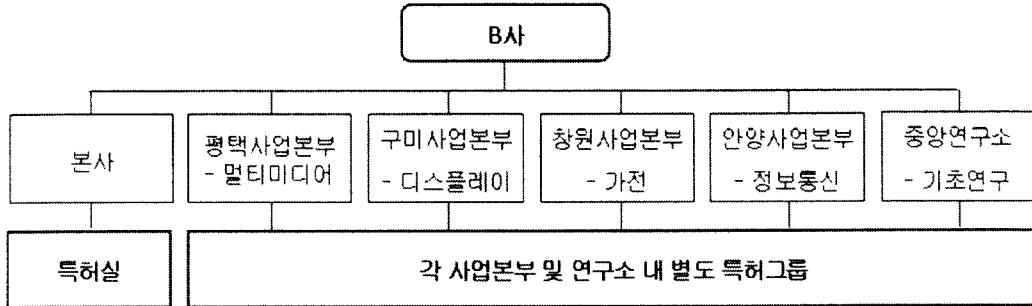 B사
본사
평택사업본부
- 멀티미디어
구미사업본부
- 디스플레이
창원사업본부
- 가전
안양사업본부
- 정보통신
중앙연구소
- 기초연구
특허실
각 사업본부 및 연구소 내 별도 특허그룹